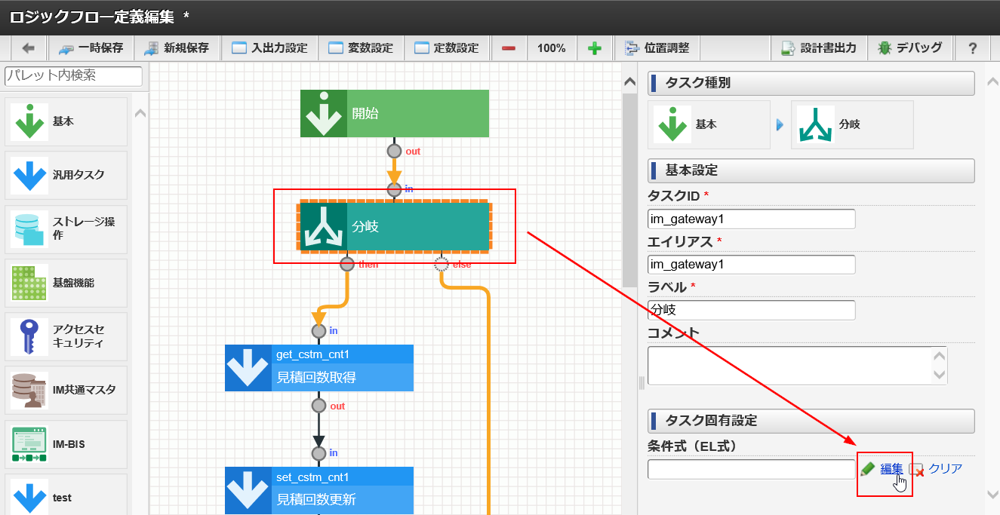 ロジックフロー定義編集 *
一時保存
新規保存
入出力設定
変数設定
定数設定
100%
位置調整
設計書出力
デバッグ
?
パレット内検索
基本
汎用タスク
ストレージ操
作
基盤機能
アクセスセ
キュリティ
IM共通マスタ
IM-BIS
test
開始
out
in
分岐
then
else
in
get_cstm_cnt1
見積回数取得
out
in
set_cstm_cnt1
見積回数更新
タスク種別
基本
分岐
基本設定
タスクID *
im_gateway1
エイリアス *
im_gateway1
ラベル *
分岐
コメント
タスク固有設定
条件式（EL式）
編集
クリア